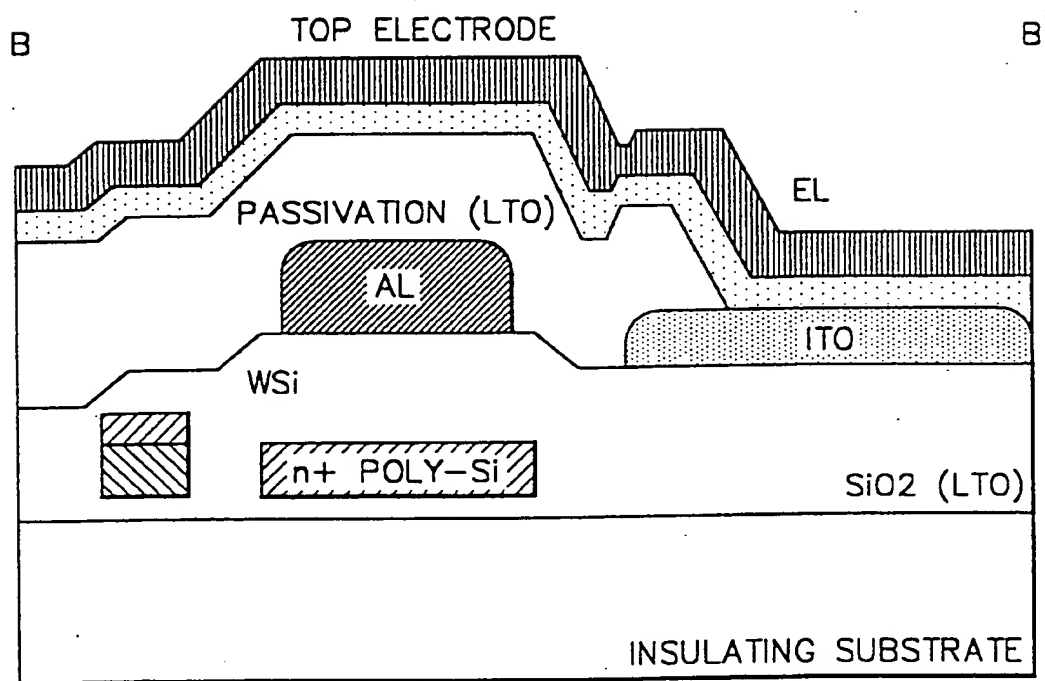 B
TOP ELECTRODE
B
EL
PASSIVATION (LTO)
AL
ITO
WSi
n+ POLY-Si
SiO2 (LTO)
INSULATING SUBSTRATE